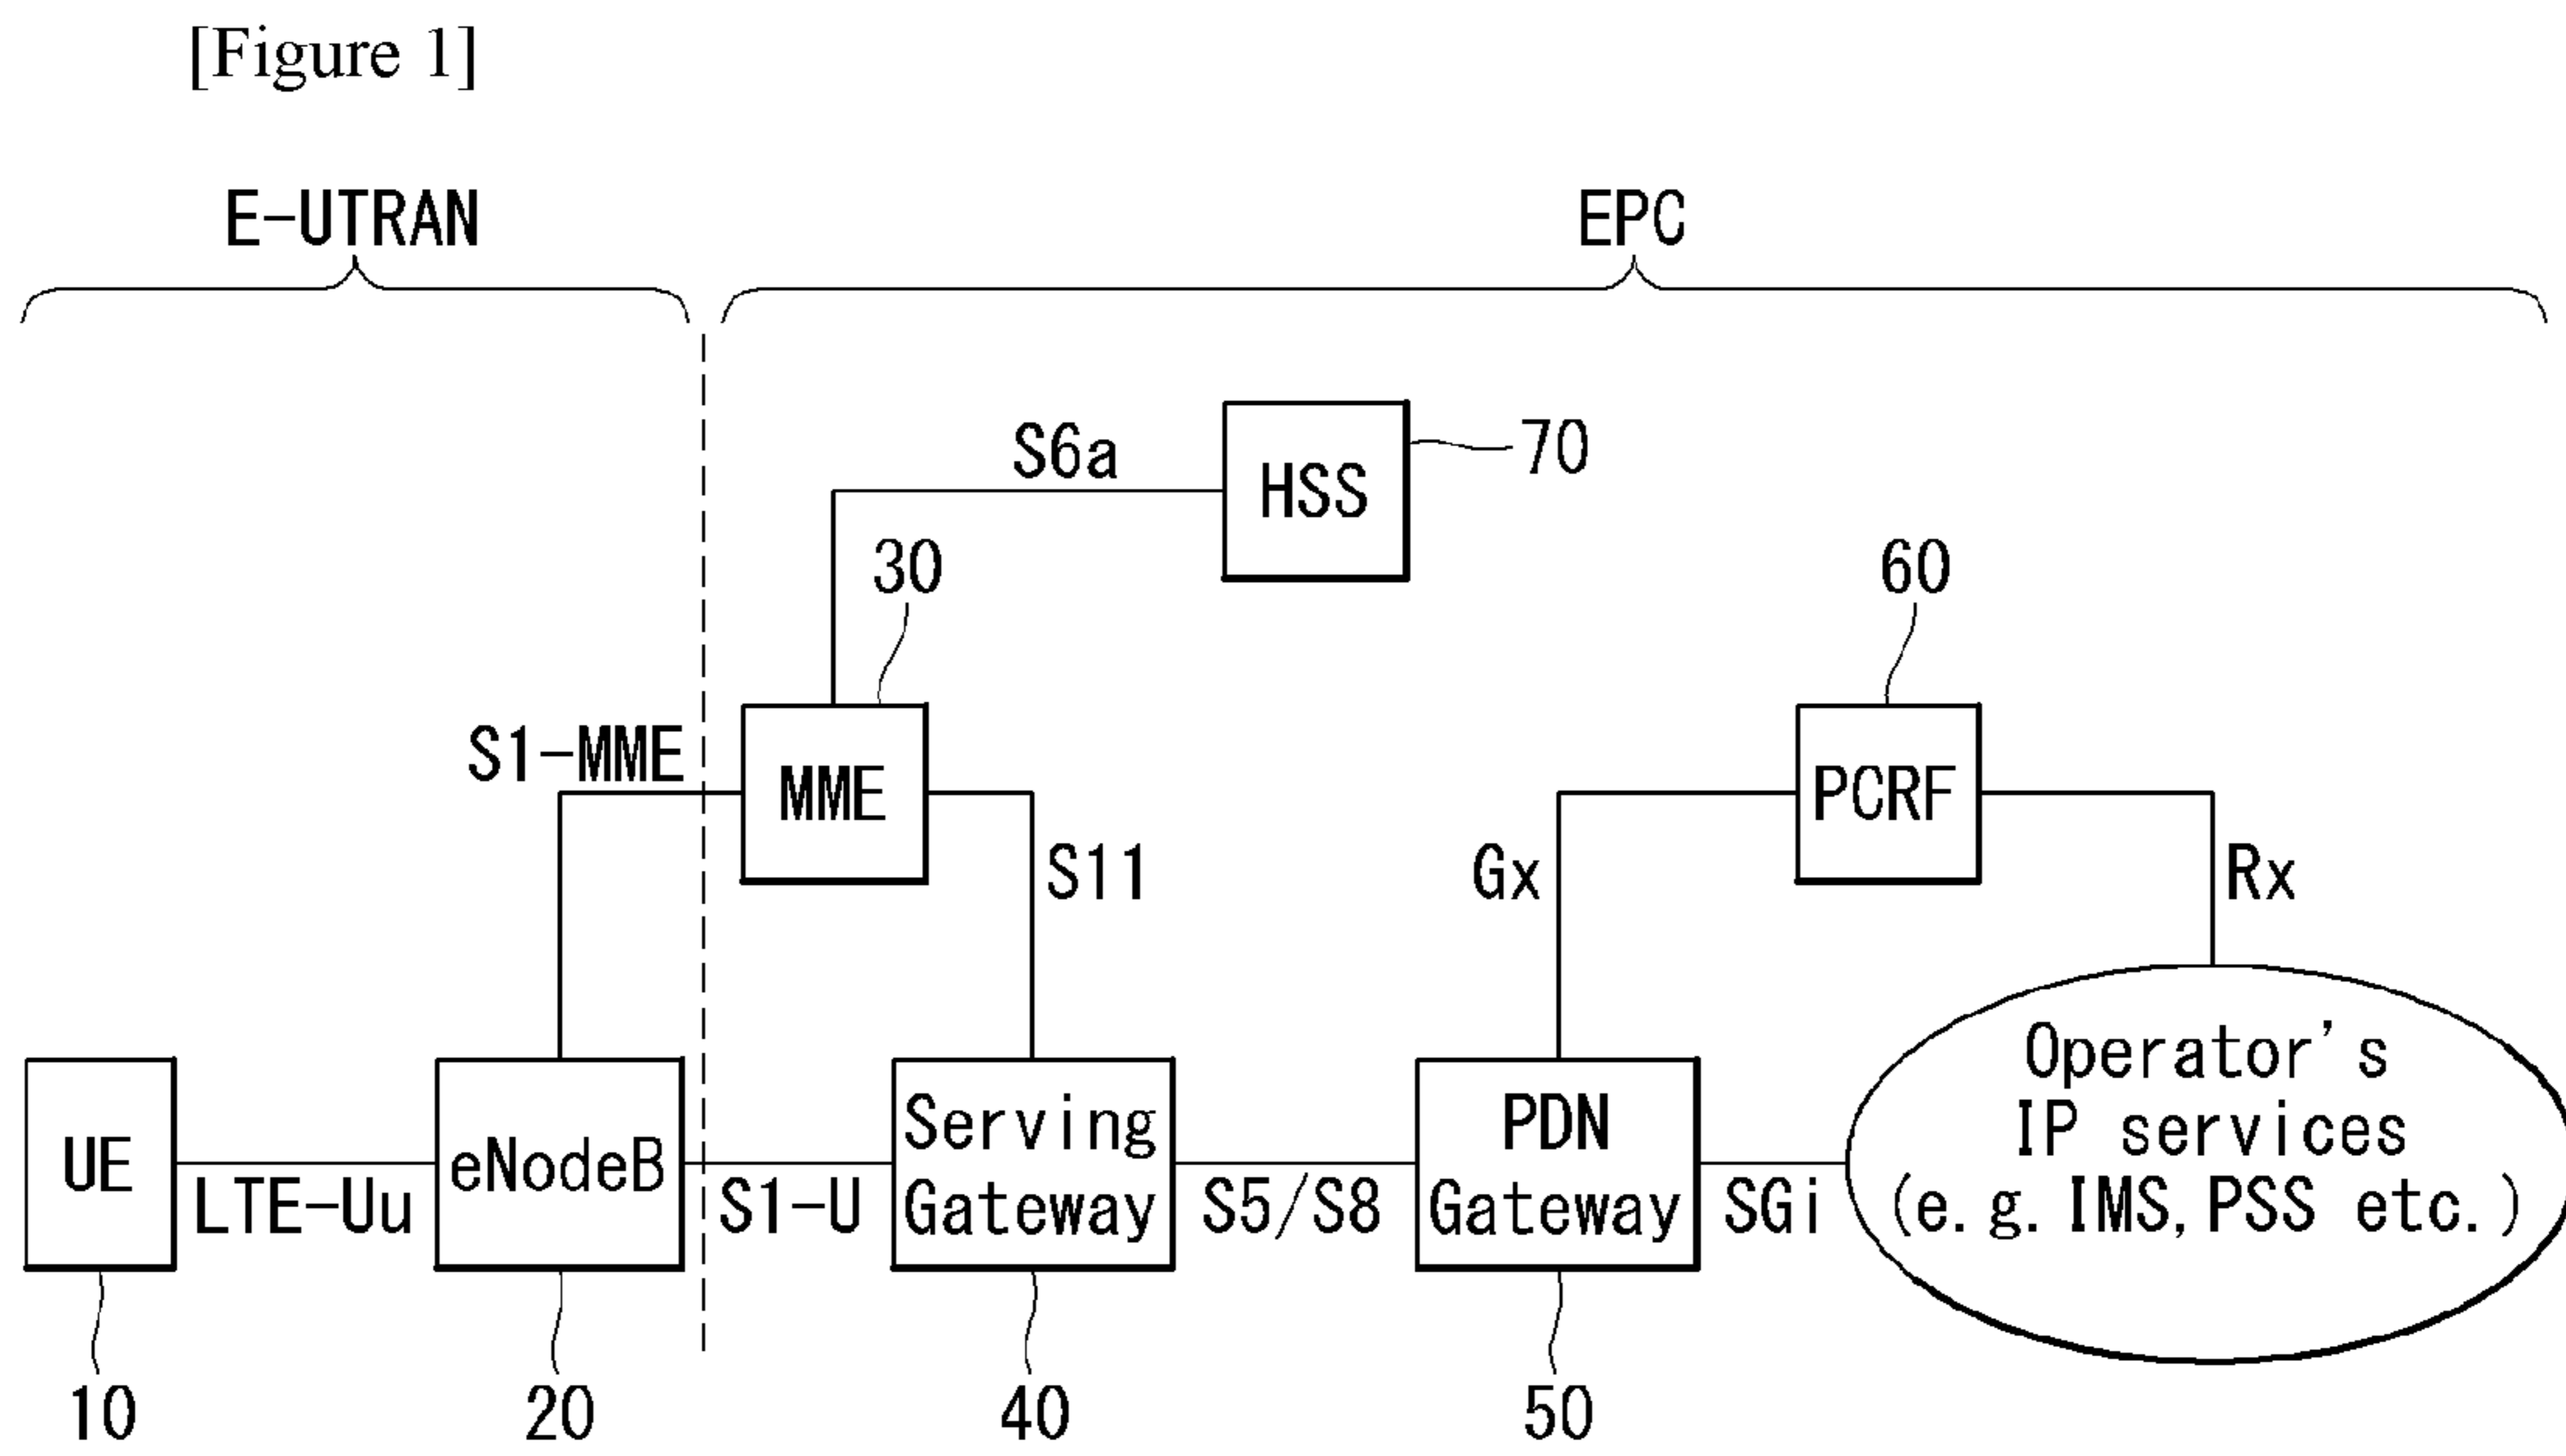 [Figure 1]
E-UTRAN
EPC
S6a
HSS
70
30
60
S1-MME
MME
S11
PCRF
Gx
Rx
UE
LTE-Uu
eNodeB
S1-U
Serving
Gateway
S5/S8
PDN
Gateway
SGi
Operator's
IP services
(e.g. IMS, PSS etc.)
10
20
40
50